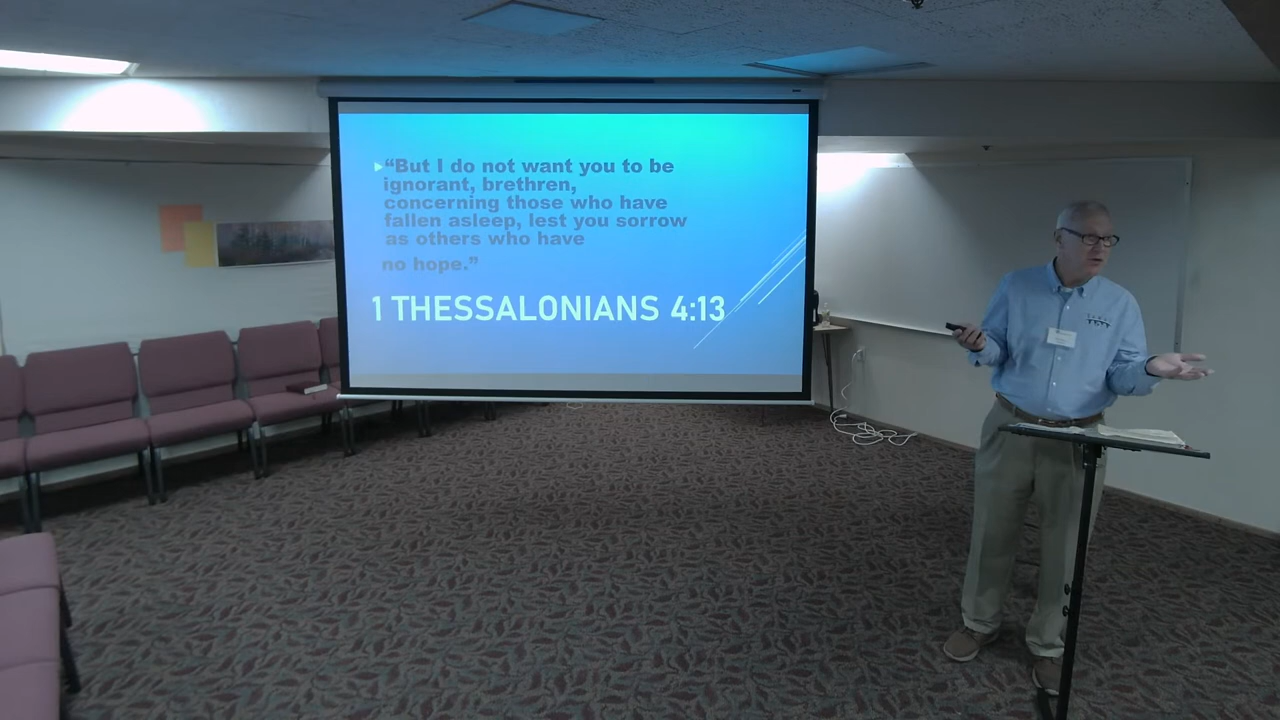 “But I do not want you to be
ignorant, brethren,
concerning those who have
fallen asleep, lest you sorrow
as others who have
no hope.”
1 THESSALONIANS 4:13